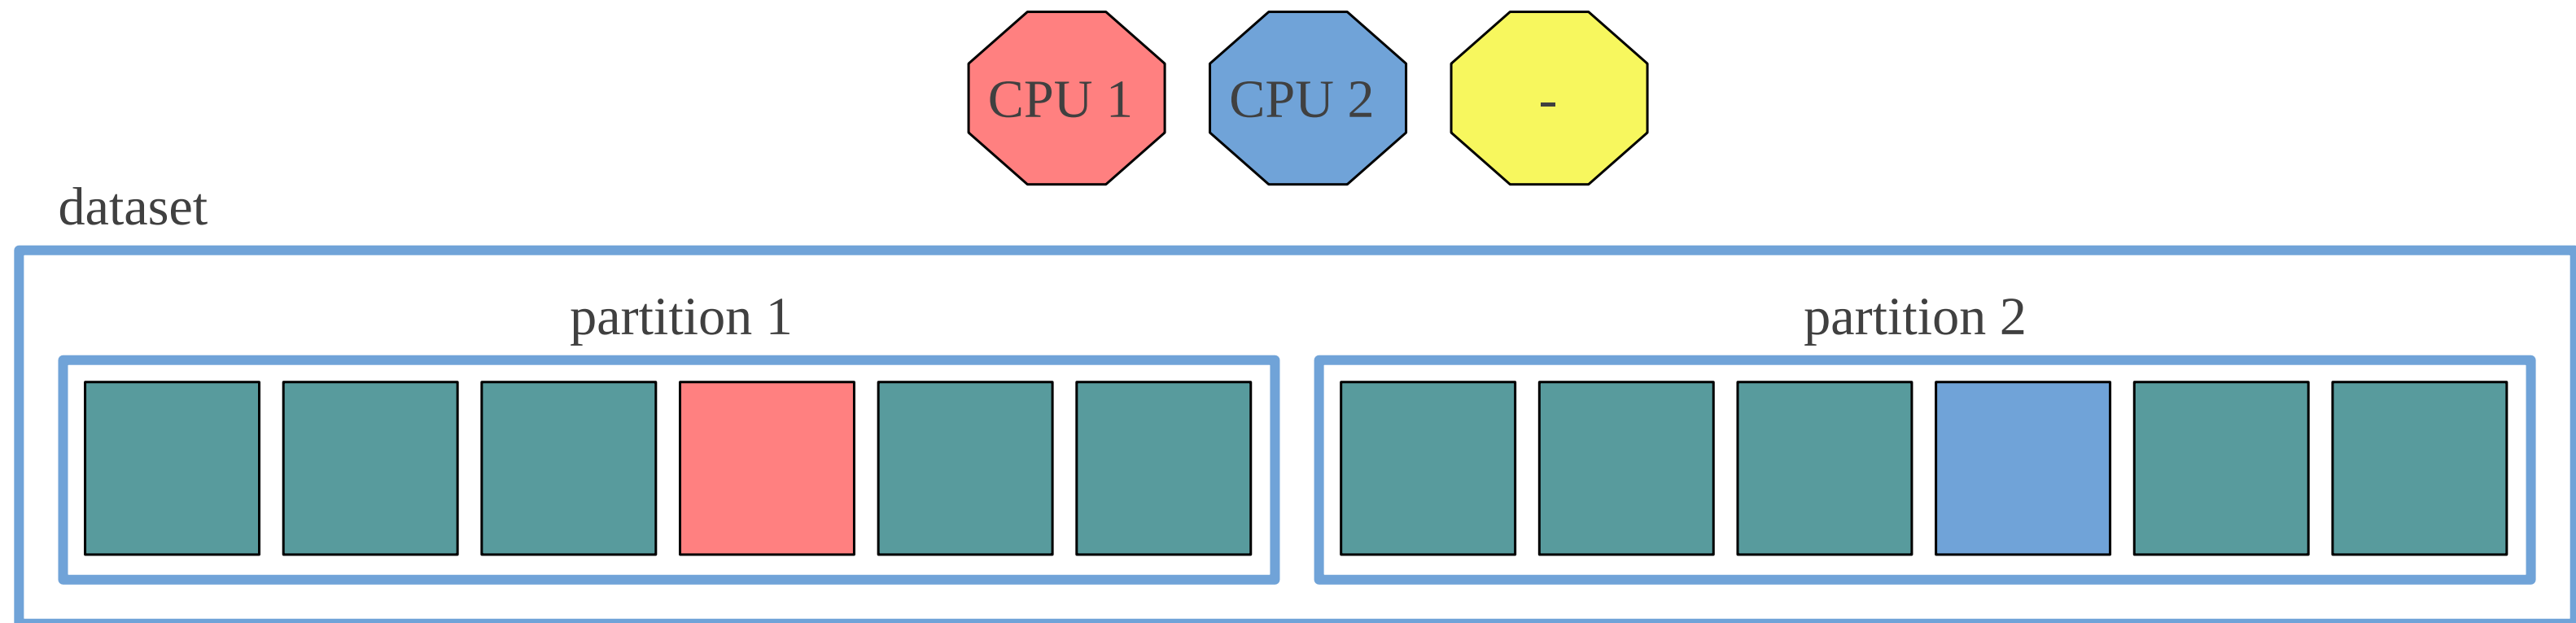 CPU 1
CPU 2
-
dataset
partition 1
partition 2